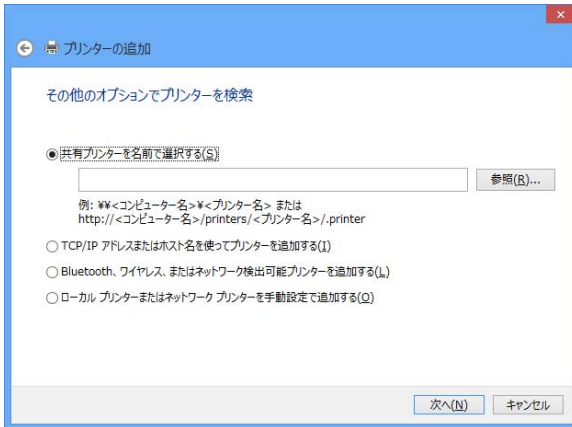 プリンターの追加
その他のオプションでプリンターを検索
共有プリンターを名前で選択する(S)
参照(R)...
例: ¥¥<コンピューター名>¥<プリンター名> または
http://<コンピューター名>/printers/<プリンター名>/.printer
TCP/IP アドレスまたはホスト名を使ってプリンターを追加する(I)
Bluetooth、ワイヤレス、またはネットワーク検出可能プリンターを追加する(L)
ローカル プリンターまたはネットワーク プリンターを手動設定で追加する(O)
次へ(N) キャンセル